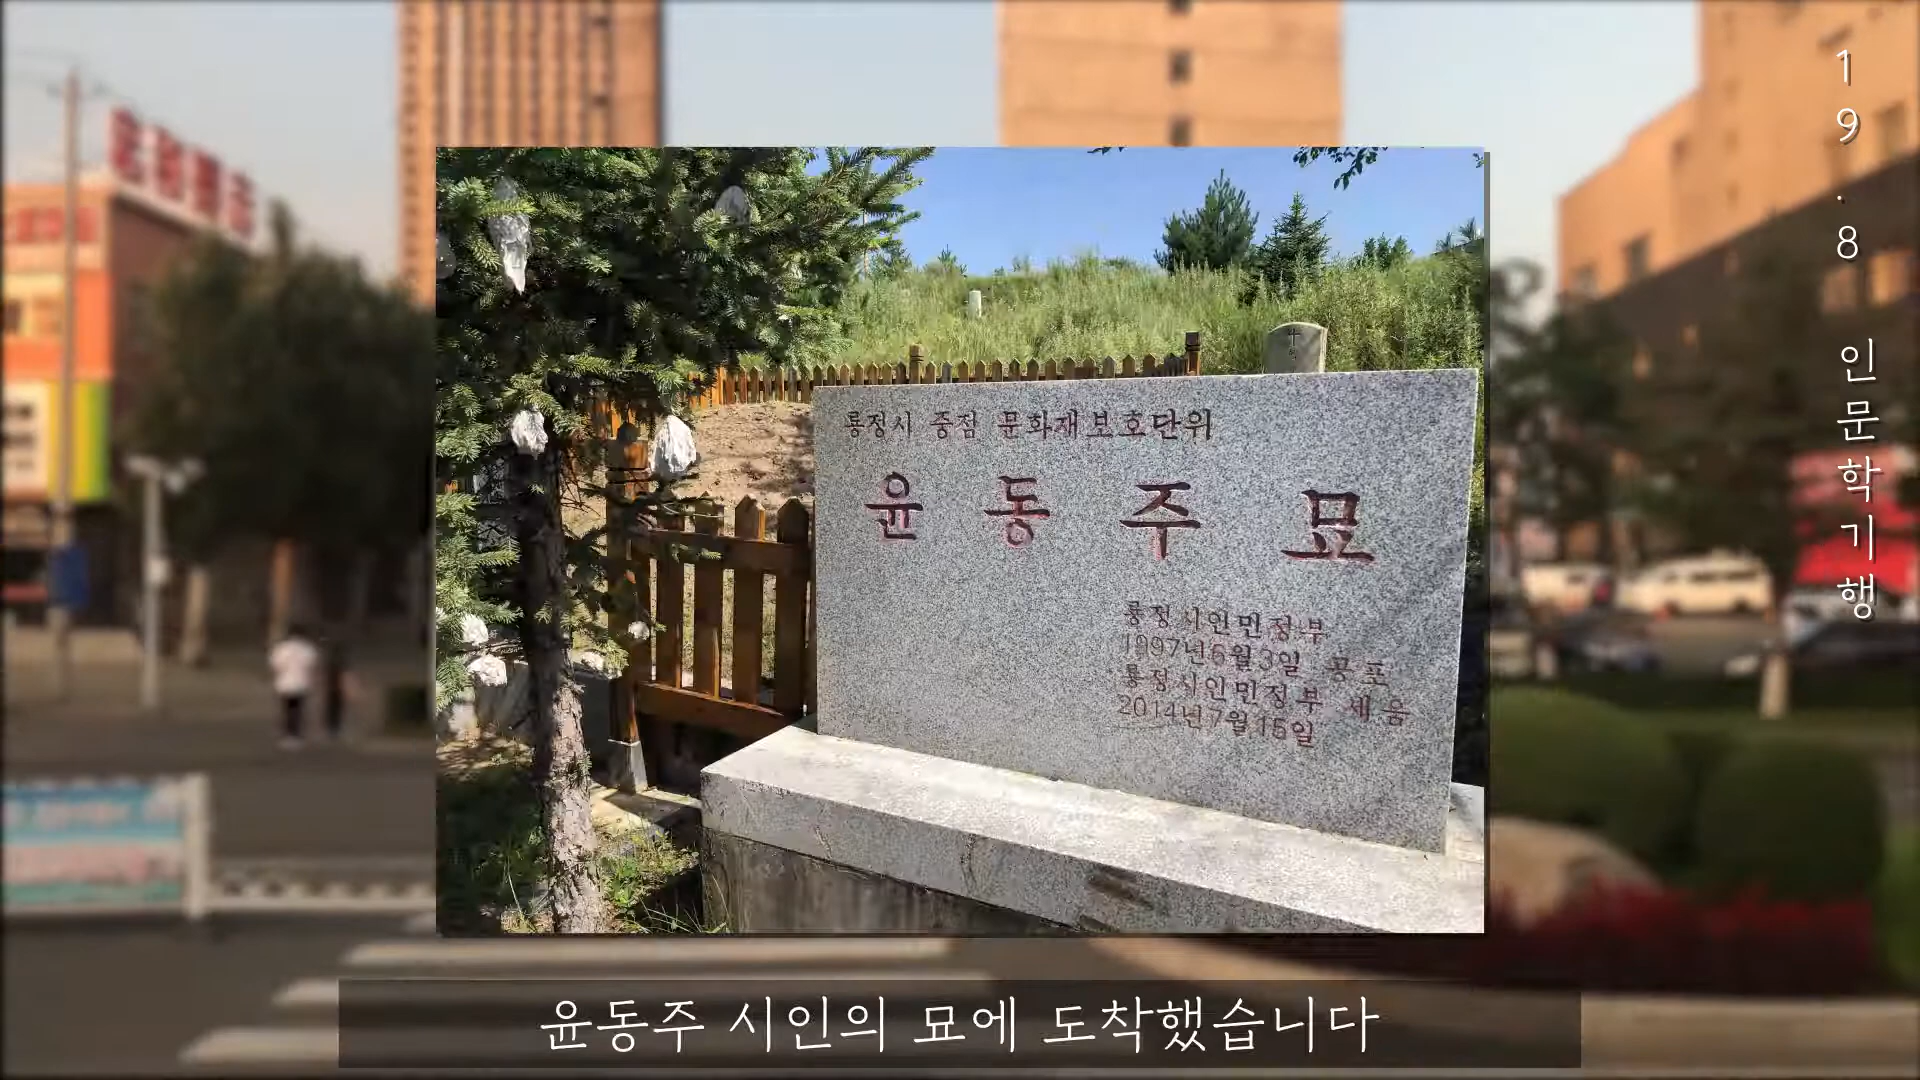 19.8 인문학기행
룡정시 중점 문화재보호단위
윤동주묘
룡정시인민정부
1997년6월3일 공포
룡정시인민정부 세움
2014년7월15일
윤동주 시인의 묘에 도착했습니다